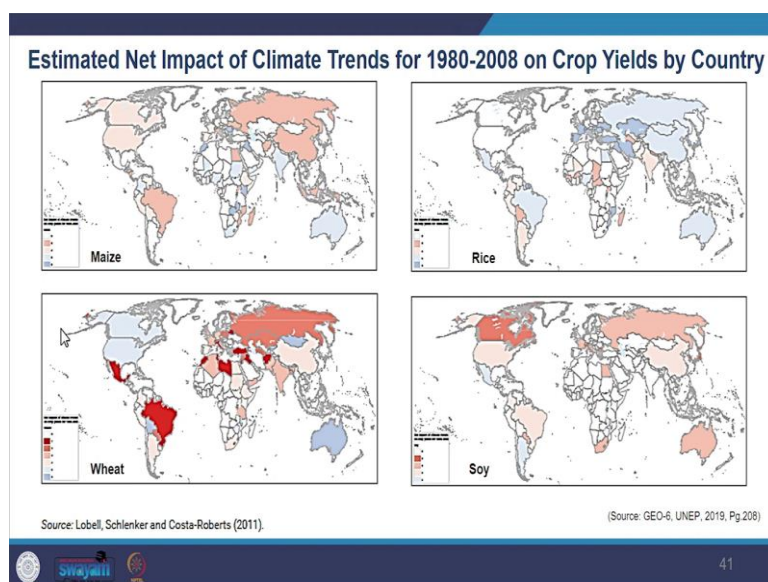 Estimated Net Impact of Climate Trends for 1980-2008 on Crop Yields by Country
Maize
Rice
Wheat
Soy
Source: Lobell, Schlenker and Costa-Roberts (2011).
(Source: GEO-6, UNEP, 2019, Pg.208)
swayam
41